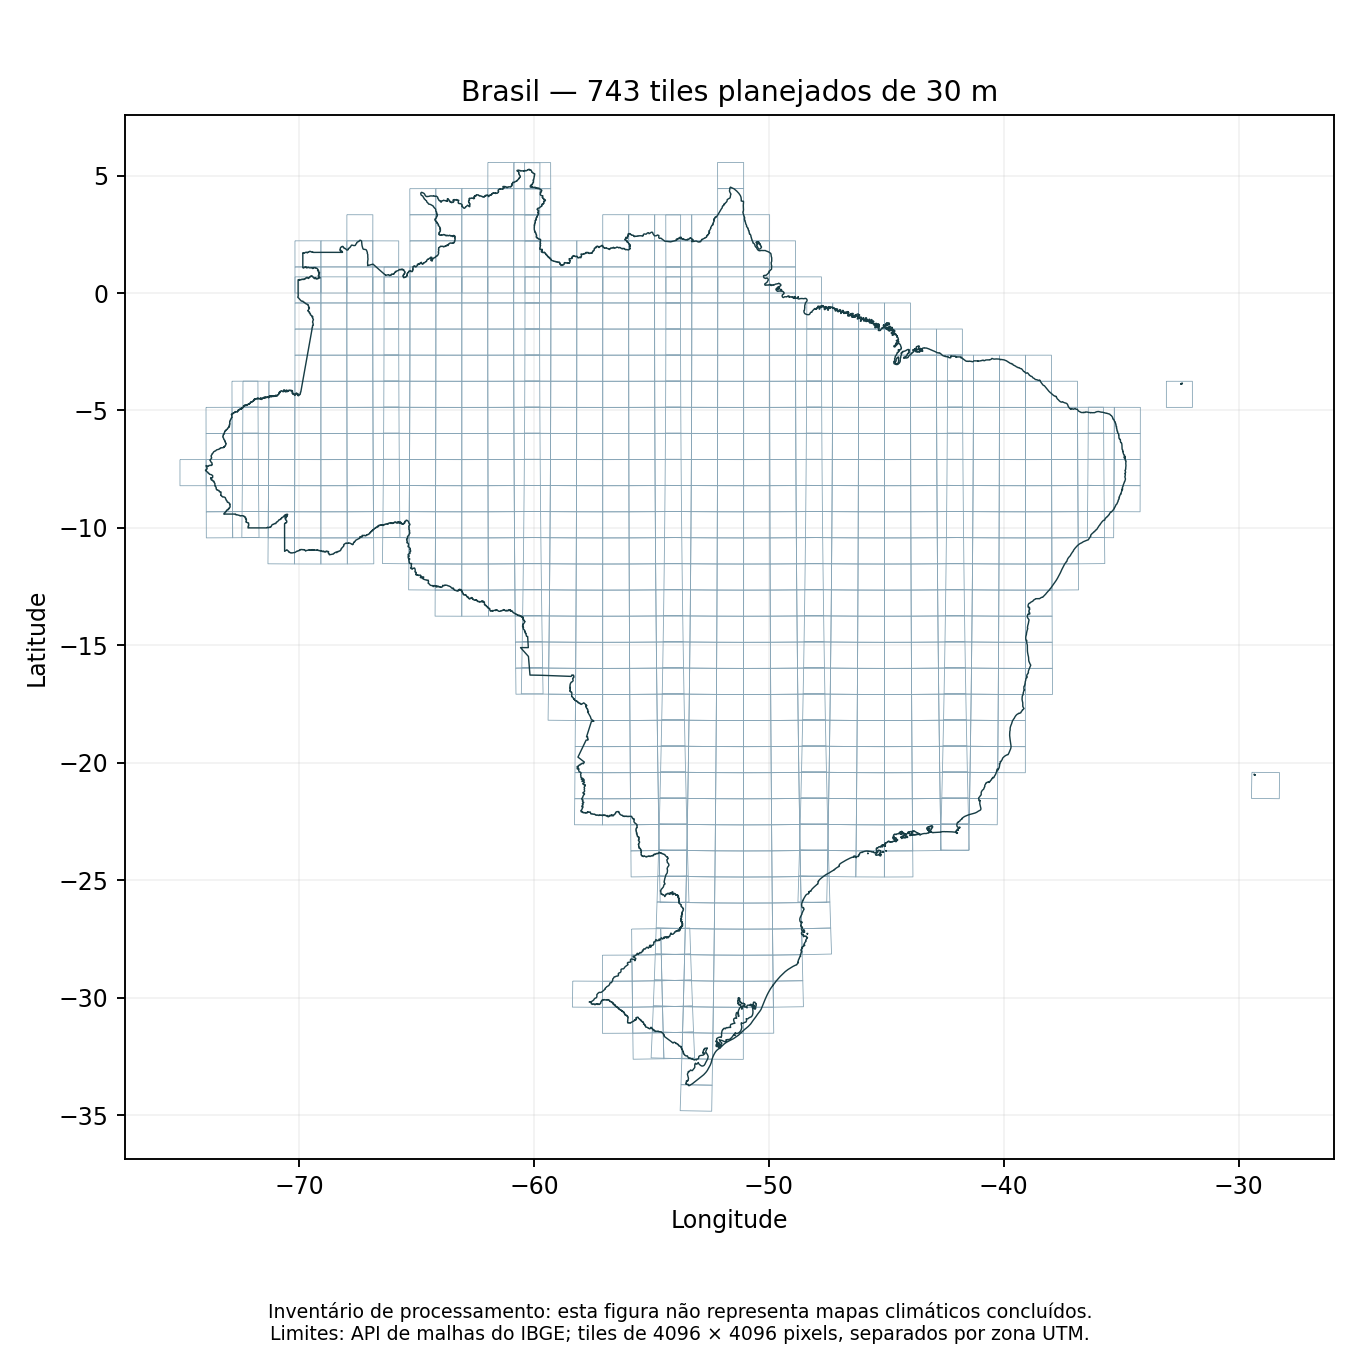 Brasil — 743 tiles planejados de 30 m
5
0
−5
−10
−15
−20
−25
−30
−35
Latitude
−70
−60
−50
−40
−30
Longitude
Inventário de processamento: esta figura não representa mapas climáticos concluídos.
Limites: API de malhas do IBGE; tiles de 4096 × 4096 pixels, separados por zona UTM.